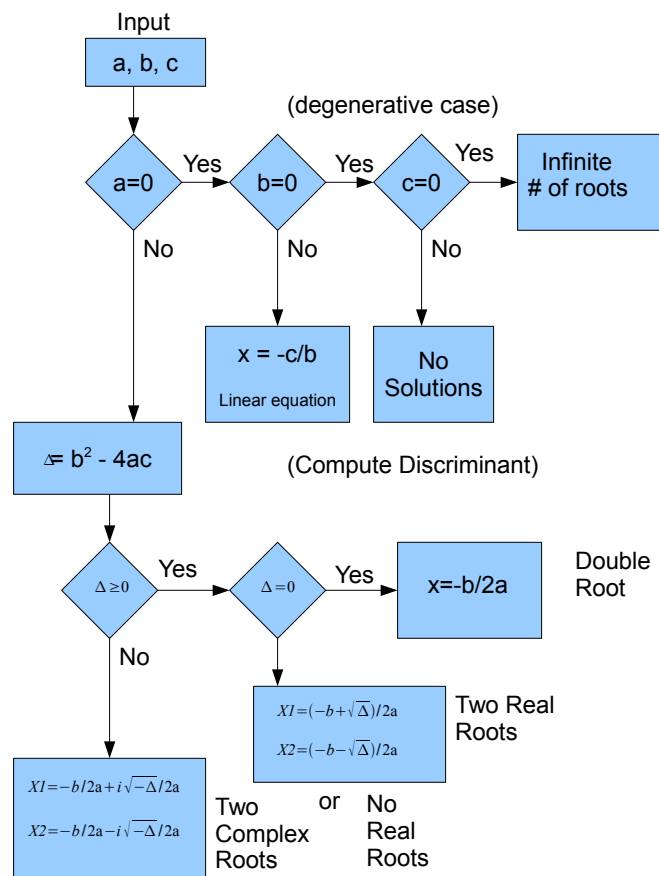 Input
a, b, c
(degenerative case)
a=0
Yes
b=0
Yes
c=0
Yes
Infinite
# of roots
No
No
No
x = -c/b
Linear equation
No
Solutions
Δ= b² - 4ac
(Compute Discriminant)
Δ≥0
Yes
Δ=0
Yes
x=-b/2a
Double
Root
No
X1=(-b+√Δ)/2a
X2=(-b-√Δ)/2a
Two Real
Roots
X1=-b/2a+i√-Δ/2a
X2=-b/2a-i√-Δ/2a
Two
Complex
Roots
or
No
Real
Roots